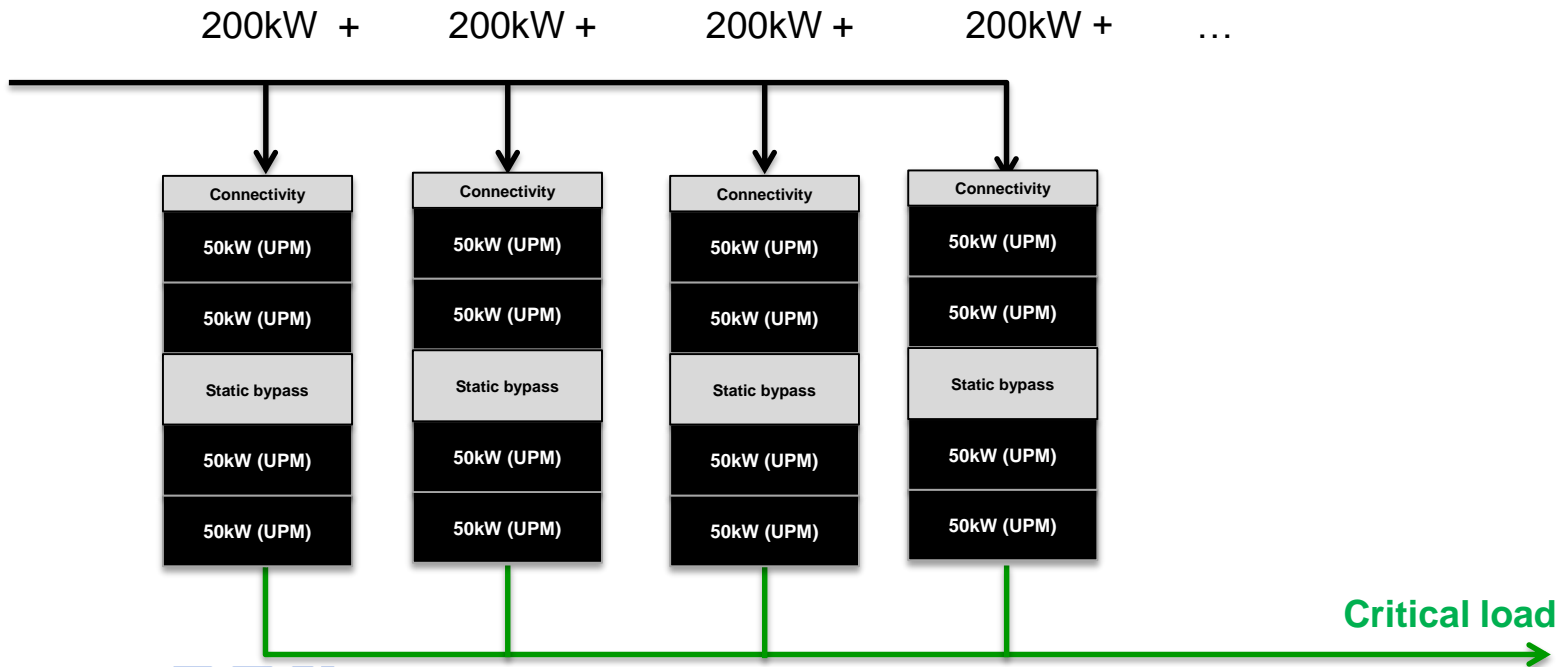 200kW + 200kW + 200kW + 200kW + …
Connectivity Connectivity Connectivity Connectivity
50kW (UPM) 50kW (UPM) 50kW (UPM) 50kW (UPM)
50kW (UPM) 50kW (UPM) 50kW (UPM) 50kW (UPM)
Static bypass Static bypass Static bypass Static bypass
50kW (UPM) 50kW (UPM) 50kW (UPM) 50kW (UPM)
50kW (UPM) 50kW (UPM) 50kW (UPM) 50kW (UPM)
Critical load